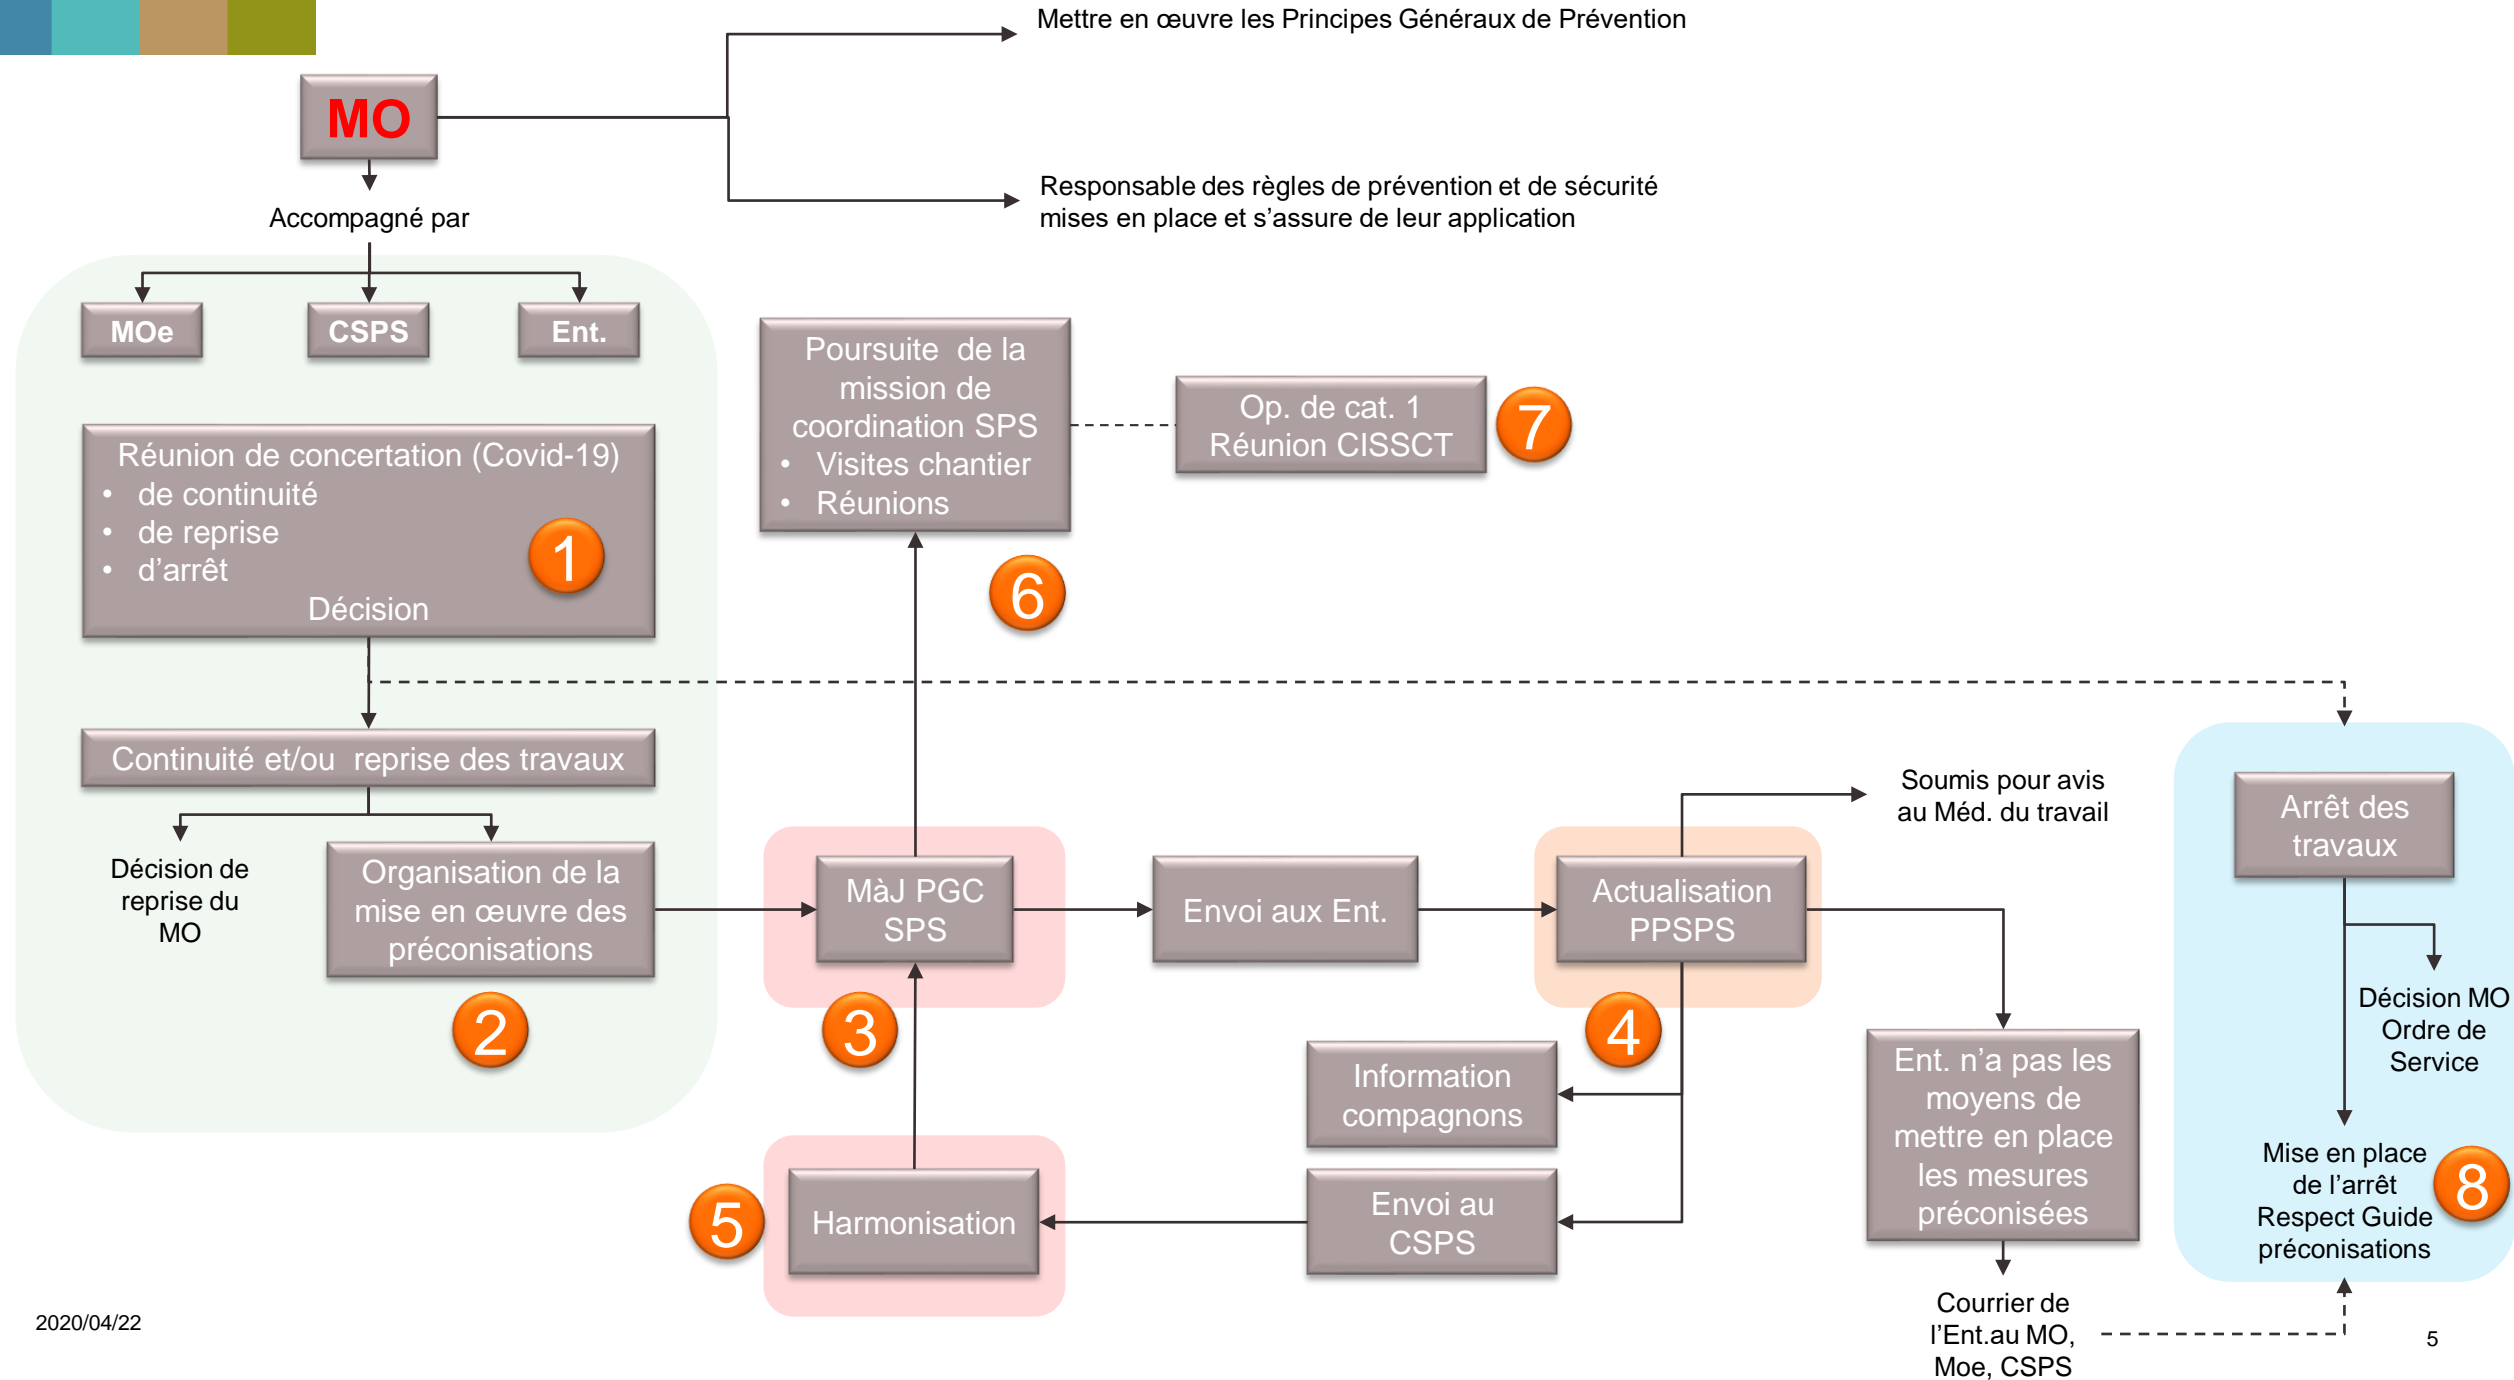 Mettre en œuvre les Principes Généraux de Prévention
MO
Responsable des règles de prévention et de sécurité
mises en place et s’assure de leur application
Accompagné par
MOe
CSPS
Ent.
Réunion de concertation (Covid-19)
• de continuité
• de reprise
• d’arrêt
Décision
1
Poursuite de la
mission de
coordination SPS
• Visites chantier
• Réunions
6
Op. de cat. 1
Réunion CISSCT
7
Continuité et/ou reprise des travaux
Décision de
reprise du
MO
Organisation de la
mise en œuvre des
préconisations
2
MàJ PGC
SPS
3
Envoi aux Ent.
Actualisation
PPSPS
4
Soumis pour avis
au Méd. du travail
Information
compagnons
Envoi au
CSPS
Harmonisation
5
Ent. n’a pas les
moyens de
mettre en place
les mesures
préconisées
Courrier de
l’Ent.au MO,
Moe, CSPS
Arrêt des
travaux
Décision MO
Ordre de
Service
Mise en place
de l’arrêt
Respect Guide
préconisations
8
2020/04/22
5